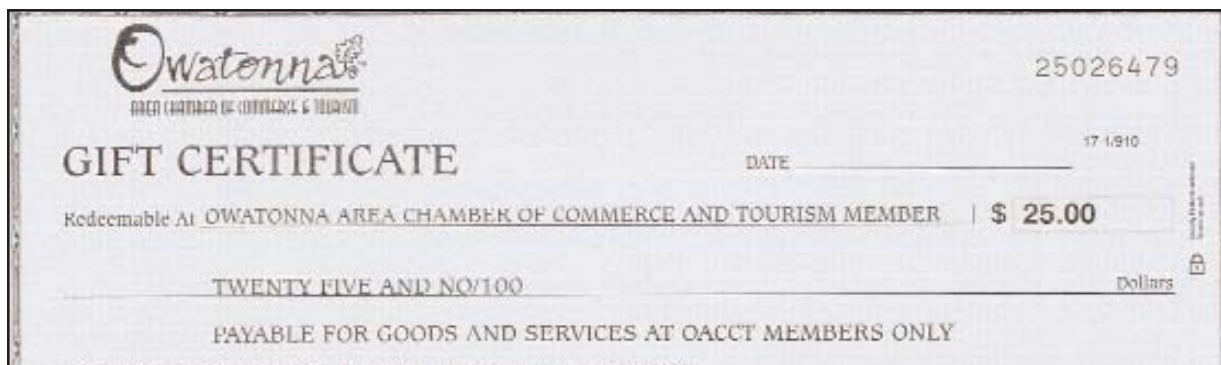 Owatonna
AREA CHAMBER OF COMMERCE & TOURISM
25026479
17-1/910
GIFT CERTIFICATE
DATE
Redeemable At OWATONNA AREA CHAMBER OF COMMERCE AND TOURISM MEMBER $ 25.00
TWENTY FIVE AND NO/100 Dollars
PAYABLE FOR GOODS AND SERVICES AT OACCT MEMBERS ONLY